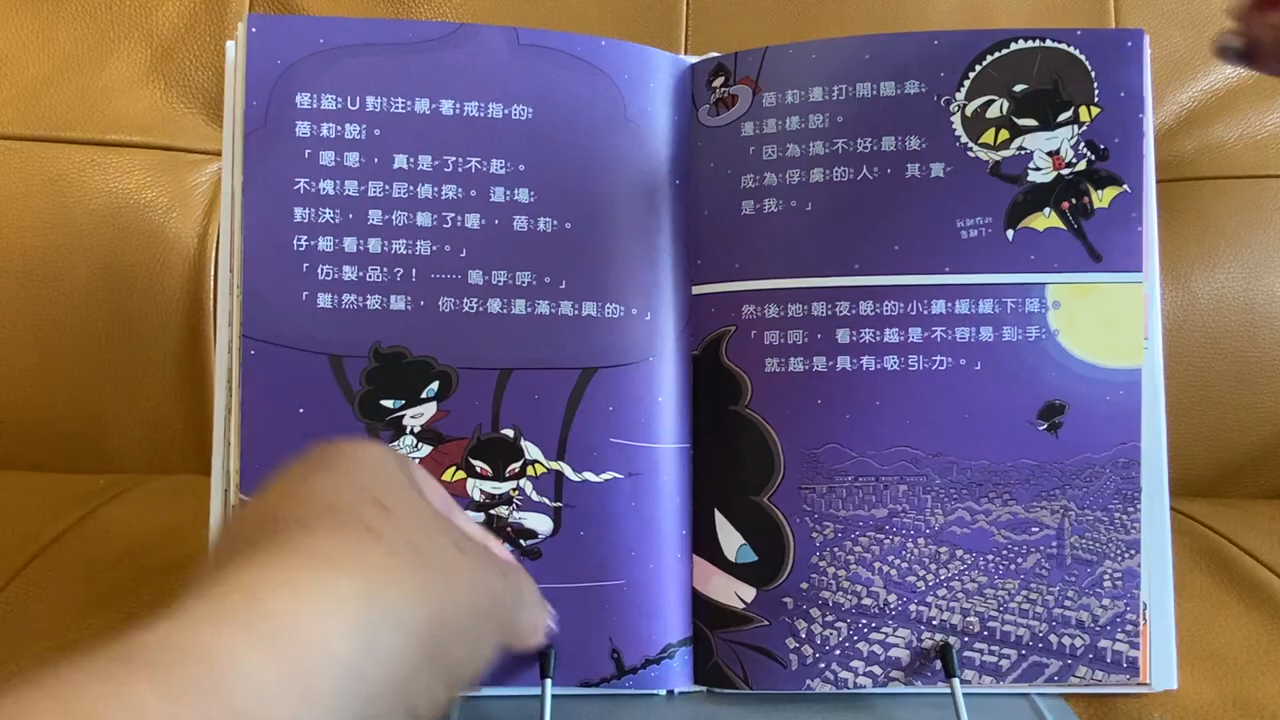 怪盜U對注視著戒指的
蓓莉說。
「嗯嗯，真是了不起。
不愧是屁屁偵探。這場
對決，是你輸了喔，蓓莉。
仔細看看戒指。」
「仿製品？！……嗚呼呼。」
「雖然被騙，你好像還滿高興的。」
蓓莉邊打開陽傘，
邊這樣說。
「因為搞不好最後
成為俘虜的人，其實
是我。」
B
然後她朝夜晚的小鎮緩緩下降。
「呵呵，看來越是不容易到手，
就越是具有吸引力。」